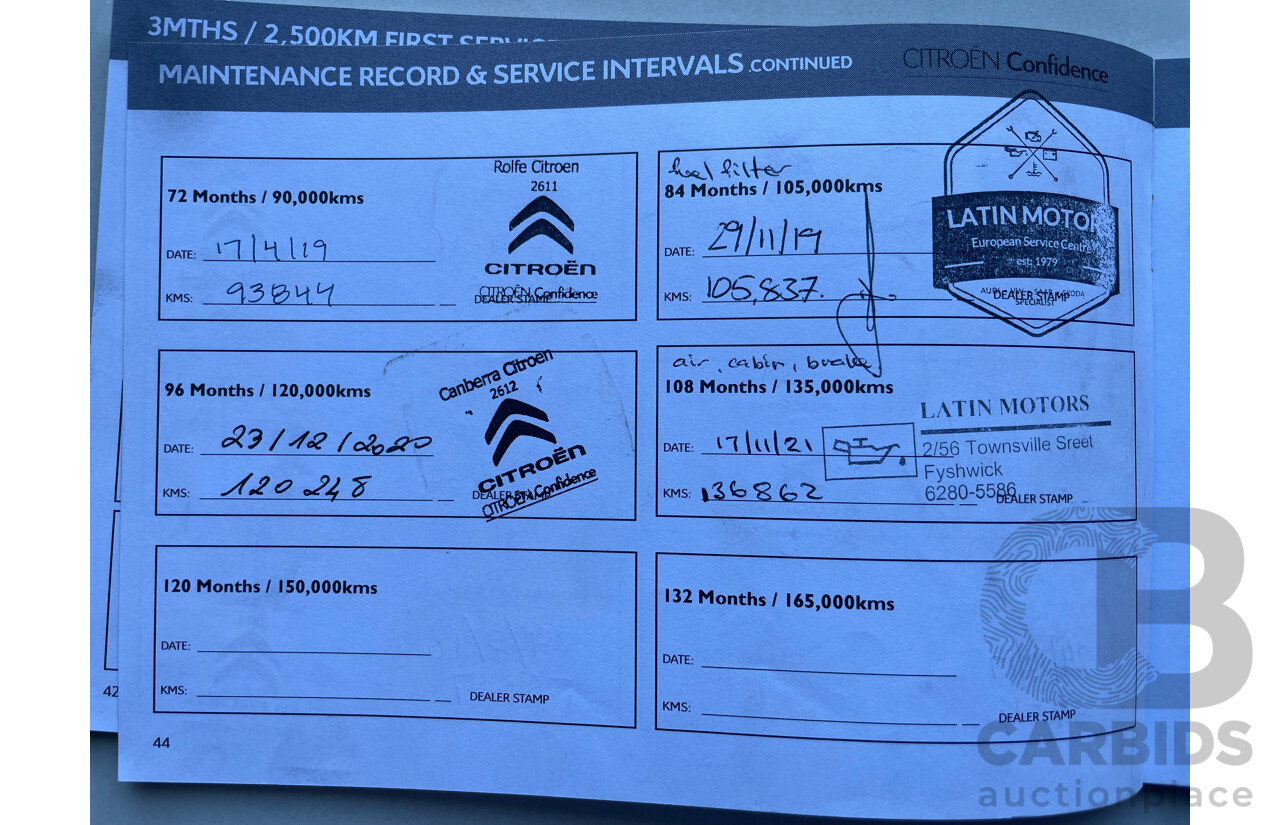 3MTHS / 2,500KM FIRST
MAINTENANCE RECORD & SERVICE INTERVALS .CONTINUED
CITROËN Confidence
72 Months / 90,000kms
DATE: 17/4/19
KMS: 93844
Rolfe Citroen
2611
CITROËN
CITROËN Confidence
DEALER STAMP
fuel filter
84 Months / 105,000kms
DATE: 29/11/19
KMS: 105,837.
LATIN MOTOR
European Service Centre
est: 1979
DEALER STAMP
SPECIALIST
96 Months / 120,000kms
DATE: 23/12/2020
KMS: 120 248
Canberra Citroen
2612
CITROËN
CITROËN Confidence
DEALER STAMP
air, cabin, brake
108 Months / 135,000kms
DATE: 17/11/21
KMS: 136862
LATIN MOTORS
2/56 Townsville Sreet
Fyshwick
6280-5586
DEALER STAMP
120 Months / 150,000kms
DATE:
KMS:
DEALER STAMP
132 Months / 165,000kms
DATE:
KMS:
DEALER STAMP
42
44
CB
CARBIDS
auctionplace